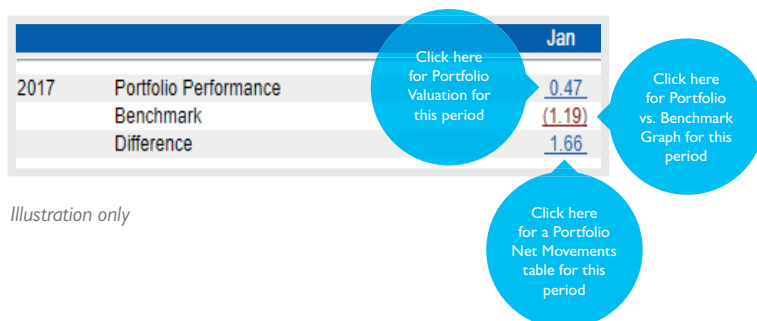 Jan
2017 Portfolio Performance 0.47
Benchmark (1.19)
Difference 1.66
Click here
for Portfolio
Valuation for
this period
Click here
for Portfolio
vs. Benchmark
Graph for this
period
Click here
for a Portfolio
Net Movements
table for this
period
Illustration only